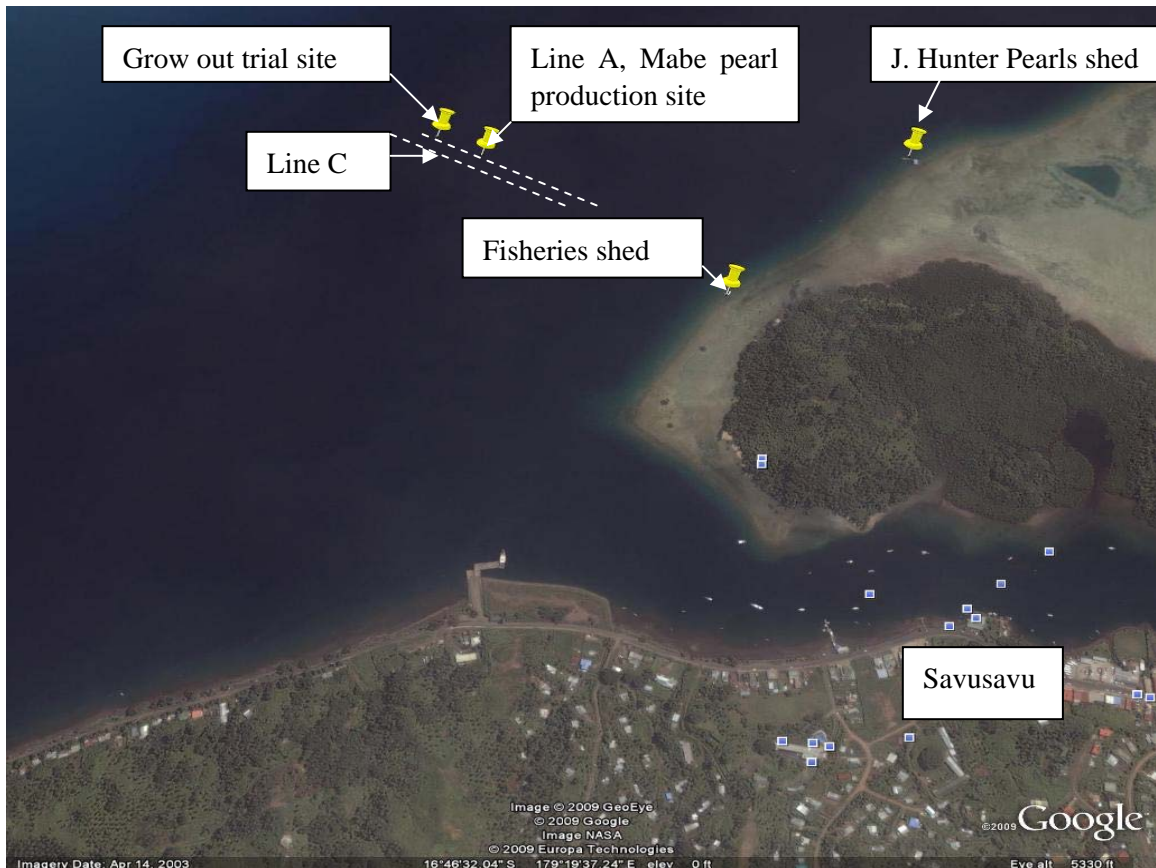 Grow out trial site
Line A, Mabe pearl
production site
J. Hunter Pearls shed
Line C
Fisheries shed
Savusavu
Image © 2009 GeoEye
© 2009 Google
Image NASA
© 2009 Europa Technologies
©2009 Google
Imagery Date: Apr 14, 2003
16°46'32.04" S 179°19'37.24" E elev 0 ft
Eye alt 5330 ft